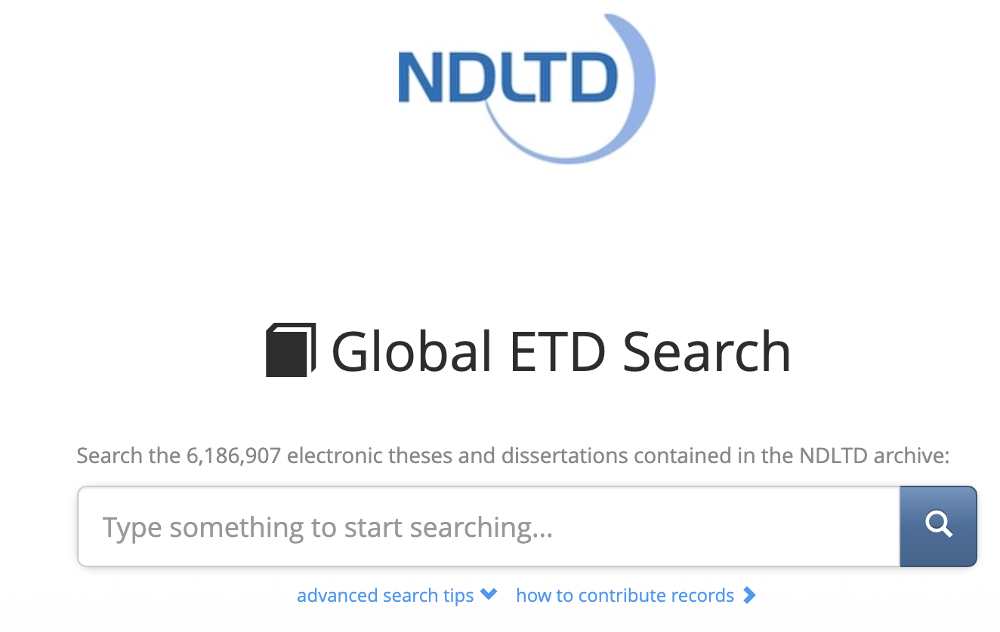 NDLTD
Global ETD Search
Search the 6,186,907 electronic theses and dissertations contained in the NDLTD archive:
Type something to start searching...
advanced search tips how to contribute records